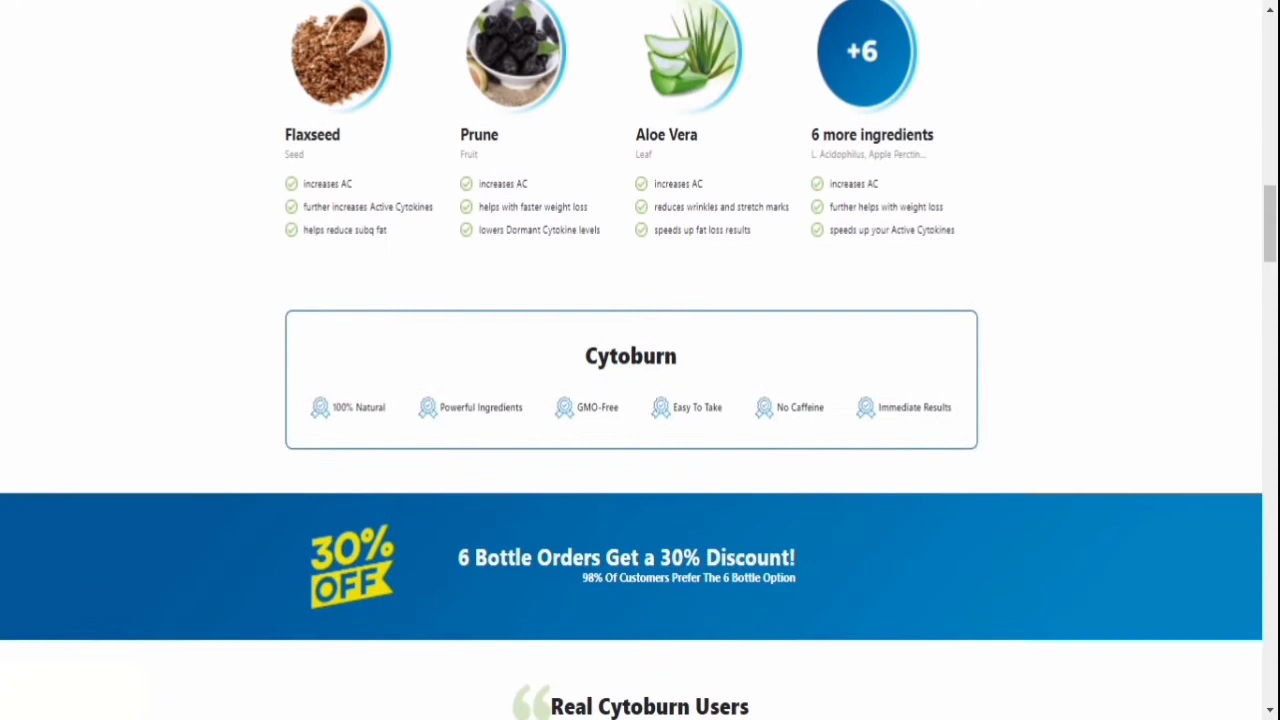 +6
Flaxseed Prune Aloe Vera 6 more ingredients
Seed Fruit Leaf L. Acidophilus, Apple Perctin...
increases AC increases AC increases AC increases AC
further increases Active Cytokines helps with faster weight loss reduces wrinkles and stretch marks further helps with weight loss
helps reduce subq fat lowers Dormant Cytokine levels speeds up fat loss results speeds up your Active Cytokines
Cytoburn
100% Natural Powerful Ingredients GMO-Free Easy To Take No Caffeine Immediate Results
30%
OFF
6 Bottle Orders Get a 30% Discount!
98% Of Customers Prefer The 6 Bottle Option
Real Cytoburn Users